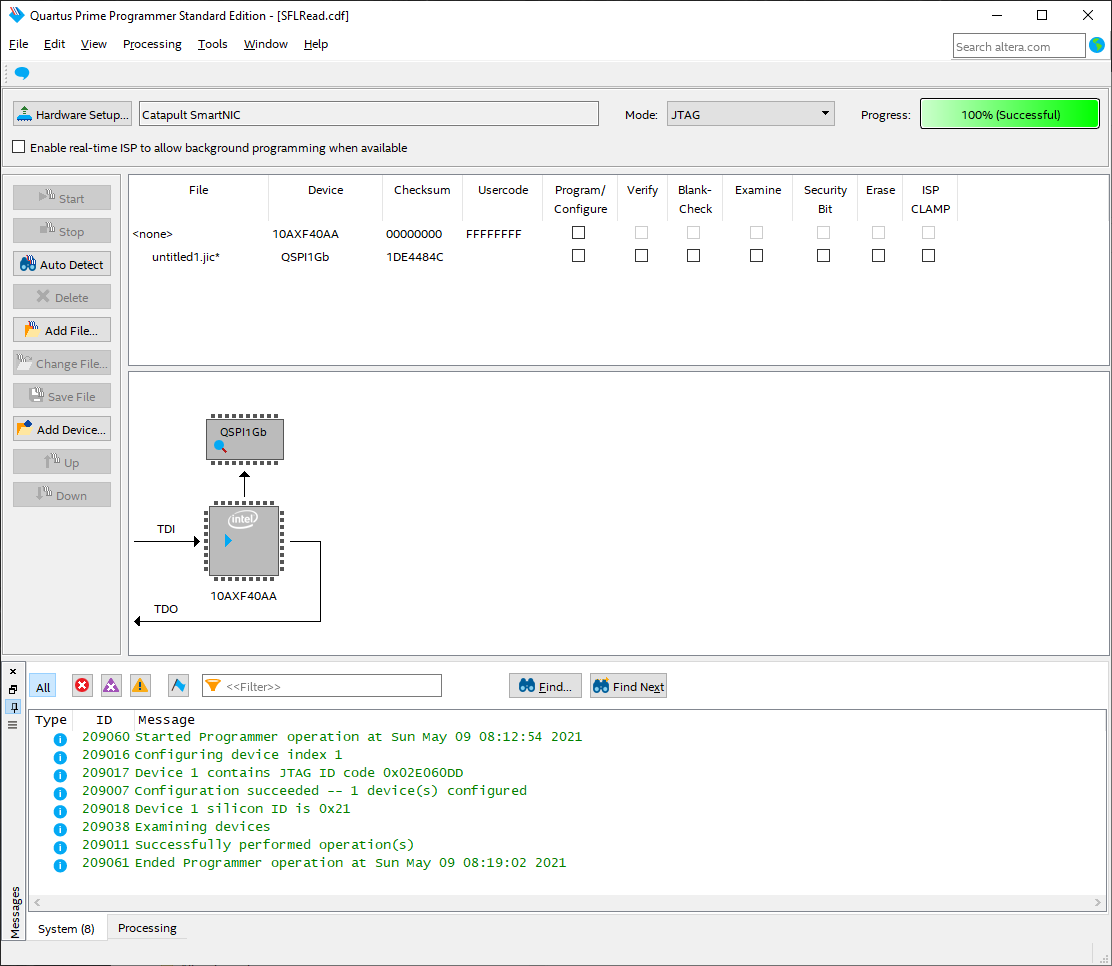 Quartus Prime Programmer Standard Edition - [SFLRead.cdf]
File Edit View Processing Tools Window Help
Search altera.com
Hardware Setup... Catapult SmartNIC Mode: JTAG Progress: 100% (Successful)
Enable real-time ISP to allow background programming when available
Start
Stop
Auto Detect
Delete
Add File...
Change File...
Save File
Add Device...
Up
Down
File Device Checksum Usercode Program/ Verify Blank- Examine Security Erase ISP
Configure Check Bit CLAMP
<none> 10AXF40AA 00000000 FFFFFFFF
untitled1.jic* QSPI1Gb 1DE4484C
QSPI1Gb
intel
TDI
10AXF40AA
TDO
All <<Filter>> Find... Find Next
Type ID Message
209060 Started Programmer operation at Sun May 09 08:12:54 2021
209016 Configuring device index 1
209017 Device 1 contains JTAG ID code 0x02E060DD
209007 Configuration succeeded -- 1 device(s) configured
209018 Device 1 silicon ID is 0x21
209038 Examining devices
209011 Successfully performed operation(s)
209061 Ended Programmer operation at Sun May 09 08:19:02 2021
Messages
System (8) Processing